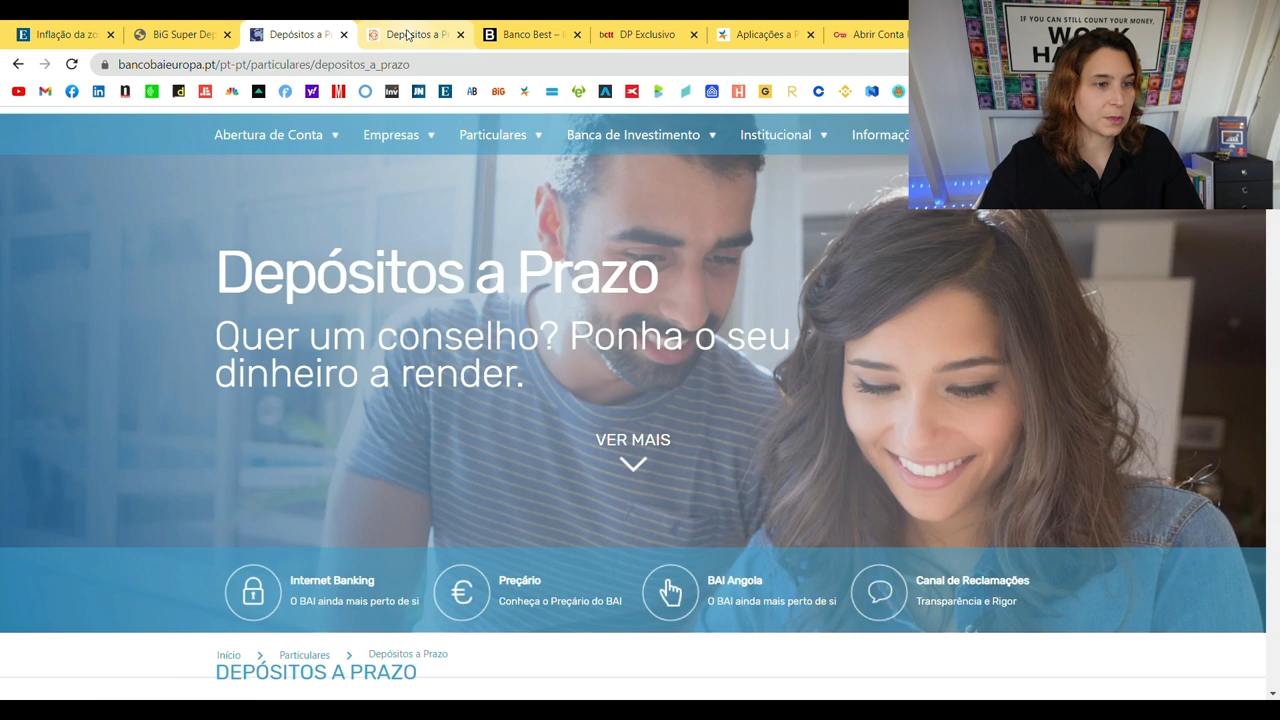 Inflação da zo
BiG Super Dep
Depósitos a P
Depósitos a P
Banco Best – I
bctt DP Exclusivo
Aplicações a P
Abrir Conta
bancobaieuropa.pt/pt-pt/particulares/depositos_a_prazo
IF YOU CAN STILL COUNT YOUR MONEY,
WORK
Abertura de Conta
Empresas
Particulares
Banca de Investimento
Institucional
Informaç
Depósitos a Prazo
Quer um conselho? Ponha o seu
dinheiro a render.
VER MAIS
Internet Banking
O BAI ainda mais perto de si
Preçário
Conheça o Preçário do BAI
BAI Angola
O BAI ainda mais perto de si
Canal de Reclamações
Transparência e Rigor
Início > Particulares > Depósitos a Prazo
DEPÓSITOS A PRAZO